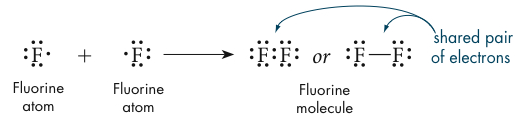 :F̤̈· + ·F̤̈: ⟶ :F̤̈:F̤̈: or :F̤̈—F̤̈:
shared pair
of electrons
Fluorine
atom
Fluorine
atom
Fluorine
molecule